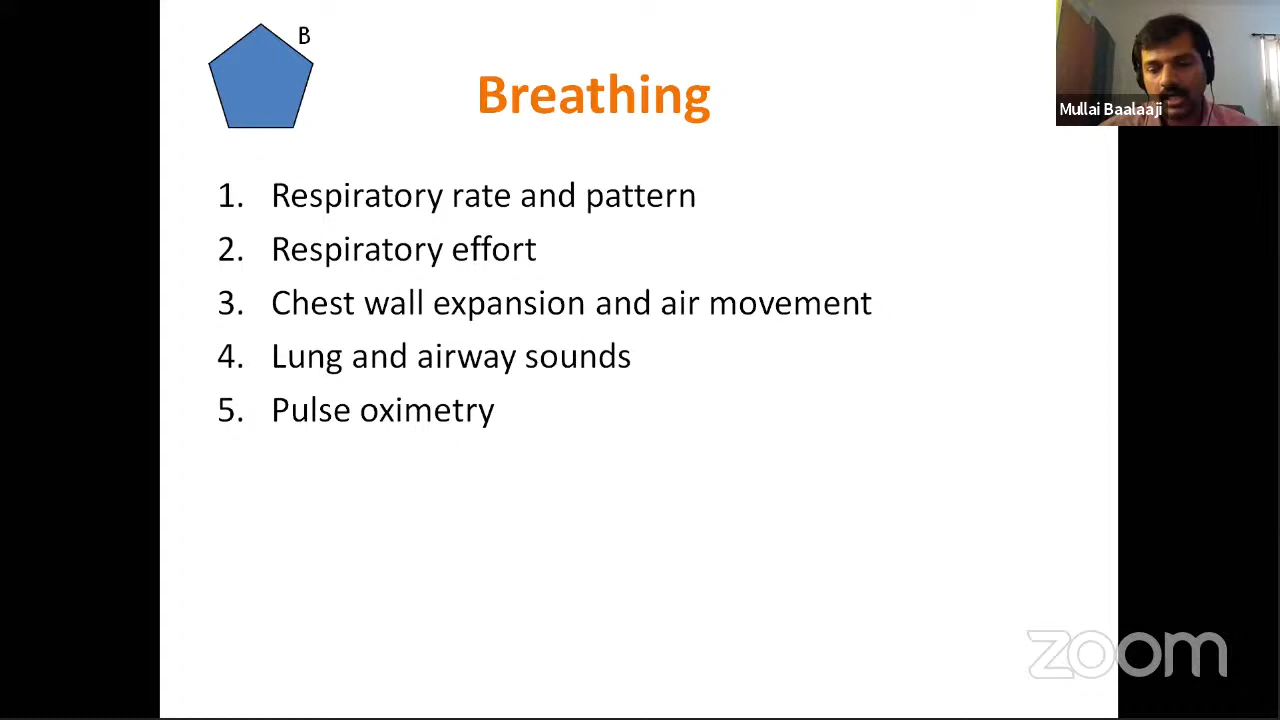 B
Breathing
Mullai Baalaaji
1. Respiratory rate and pattern
2. Respiratory effort
3. Chest wall expansion and air movement
4. Lung and airway sounds
5. Pulse oximetry
zoom